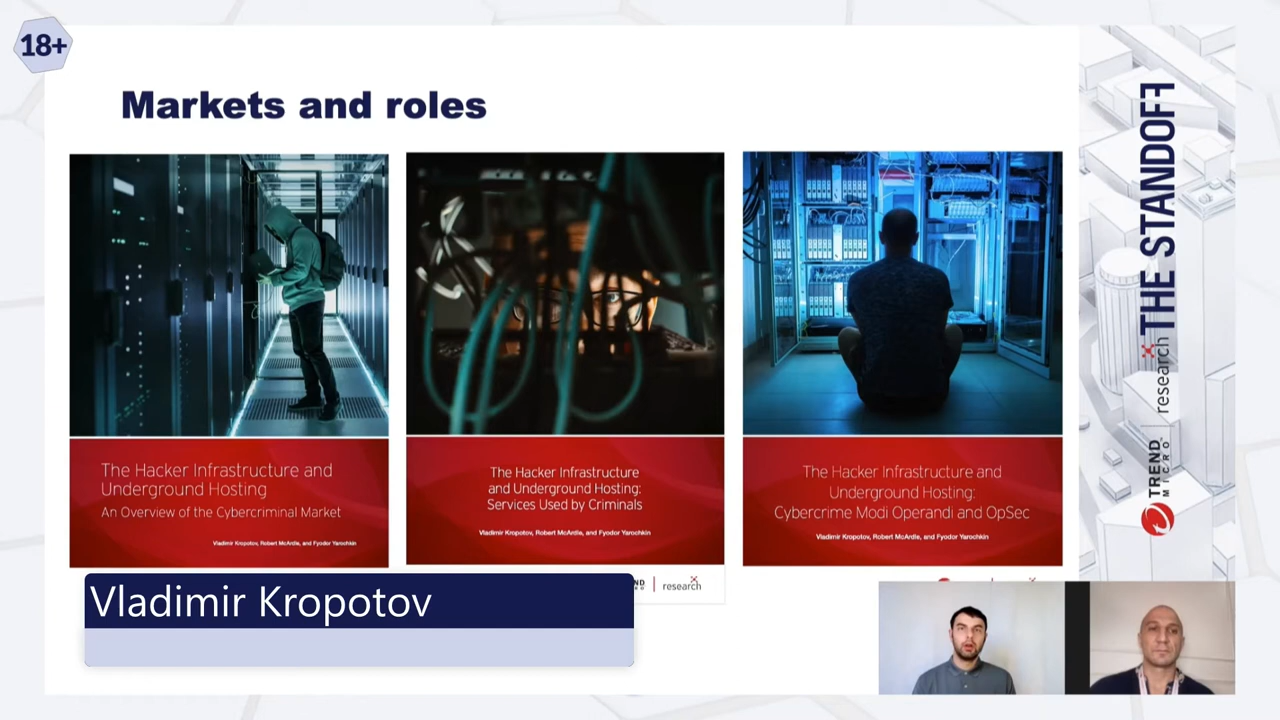 18+
Markets and roles
The Hacker Infrastructure and
Underground Hosting
An Overview of the Cybercriminal Market
Vladimir Kropotov, Robert McArdle, and Fyodor Yarochkin
The Hacker Infrastructure
and Underground Hosting:
Services Used by Criminals
Vladimir Kropotov, Robert McArdle, and Fyodor Yarochkin
research
The Hacker Infrastructure and
Underground Hosting:
Cybercrime Modi Operandi and OpSec
Vladimir Kropotov, Robert McArdle, and Fyodor Yarochkin
Vladimir Kropotov
THE STANDOFF
TREND
MICRO
research